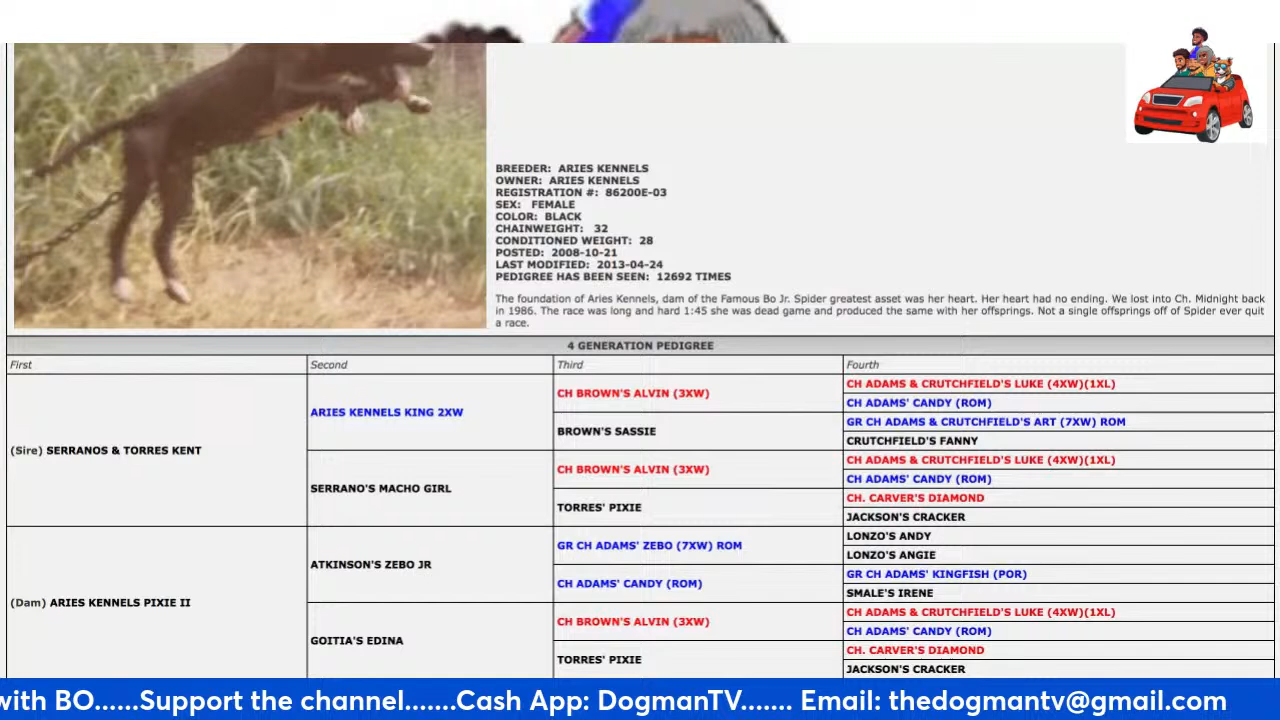 BREEDER: ARIES KENNELS
OWNER: ARIES KENNELS
REGISTRATION #: 86200E-03
SEX: FEMALE
COLOR: BLACK
CHAINWEIGHT: 32
CONDITIONED WEIGHT: 28
POSTED: 2008-10-21
LAST MODIFIED: 2013-04-24
PEDIGREE HAS BEEN SEEN: 12692 TIMES
The foundation of Aries Kennels, dam of the Famous Bo Jr. Spider greatest asset was her heart. Her heart had no ending. We lost into Ch. Midnight back
in 1986. The race was long and hard 1:45 she was dead game and produced the same with her offsprings. Not a single offsprings off of Spider ever quit
a race.
4 GENERATION PEDIGREE
First Second Third Fourth
(Sire) SERRANOS & TORRES KENT
ARIES KENNELS KING 2XW
CH BROWN'S ALVIN (3XW)
CH ADAMS & CRUTCHFIELD'S LUKE (4XW)(1XL)
CH ADAMS' CANDY (ROM)
BROWN'S SASSIE
GR CH ADAMS & CRUTCHFIELD'S ART (7XW) ROM
CRUTCHFIELD'S FANNY
SERRANO'S MACHO GIRL
CH BROWN'S ALVIN (3XW)
CH ADAMS & CRUTCHFIELD'S LUKE (4XW)(1XL)
CH ADAMS' CANDY (ROM)
TORRES' PIXIE
CH. CARVER'S DIAMOND
JACKSON'S CRACKER
(Dam) ARIES KENNELS PIXIE II
ATKINSON'S ZEBO JR
GR CH ADAMS' ZEBO (7XW) ROM
LONZO'S ANDY
LONZO'S ANGIE
CH ADAMS' CANDY (ROM)
GR CH ADAMS' KINGFISH (POR)
SMALE'S IRENE
GOITIA'S EDINA
CH BROWN'S ALVIN (3XW)
CH ADAMS & CRUTCHFIELD'S LUKE (4XW)(1XL)
CH ADAMS' CANDY (ROM)
TORRES' PIXIE
CH. CARVER'S DIAMOND
JACKSON'S CRACKER
with BO......Support the channel.......Cash App: DogmanTV....... Email: thedogmantv@gmail.com